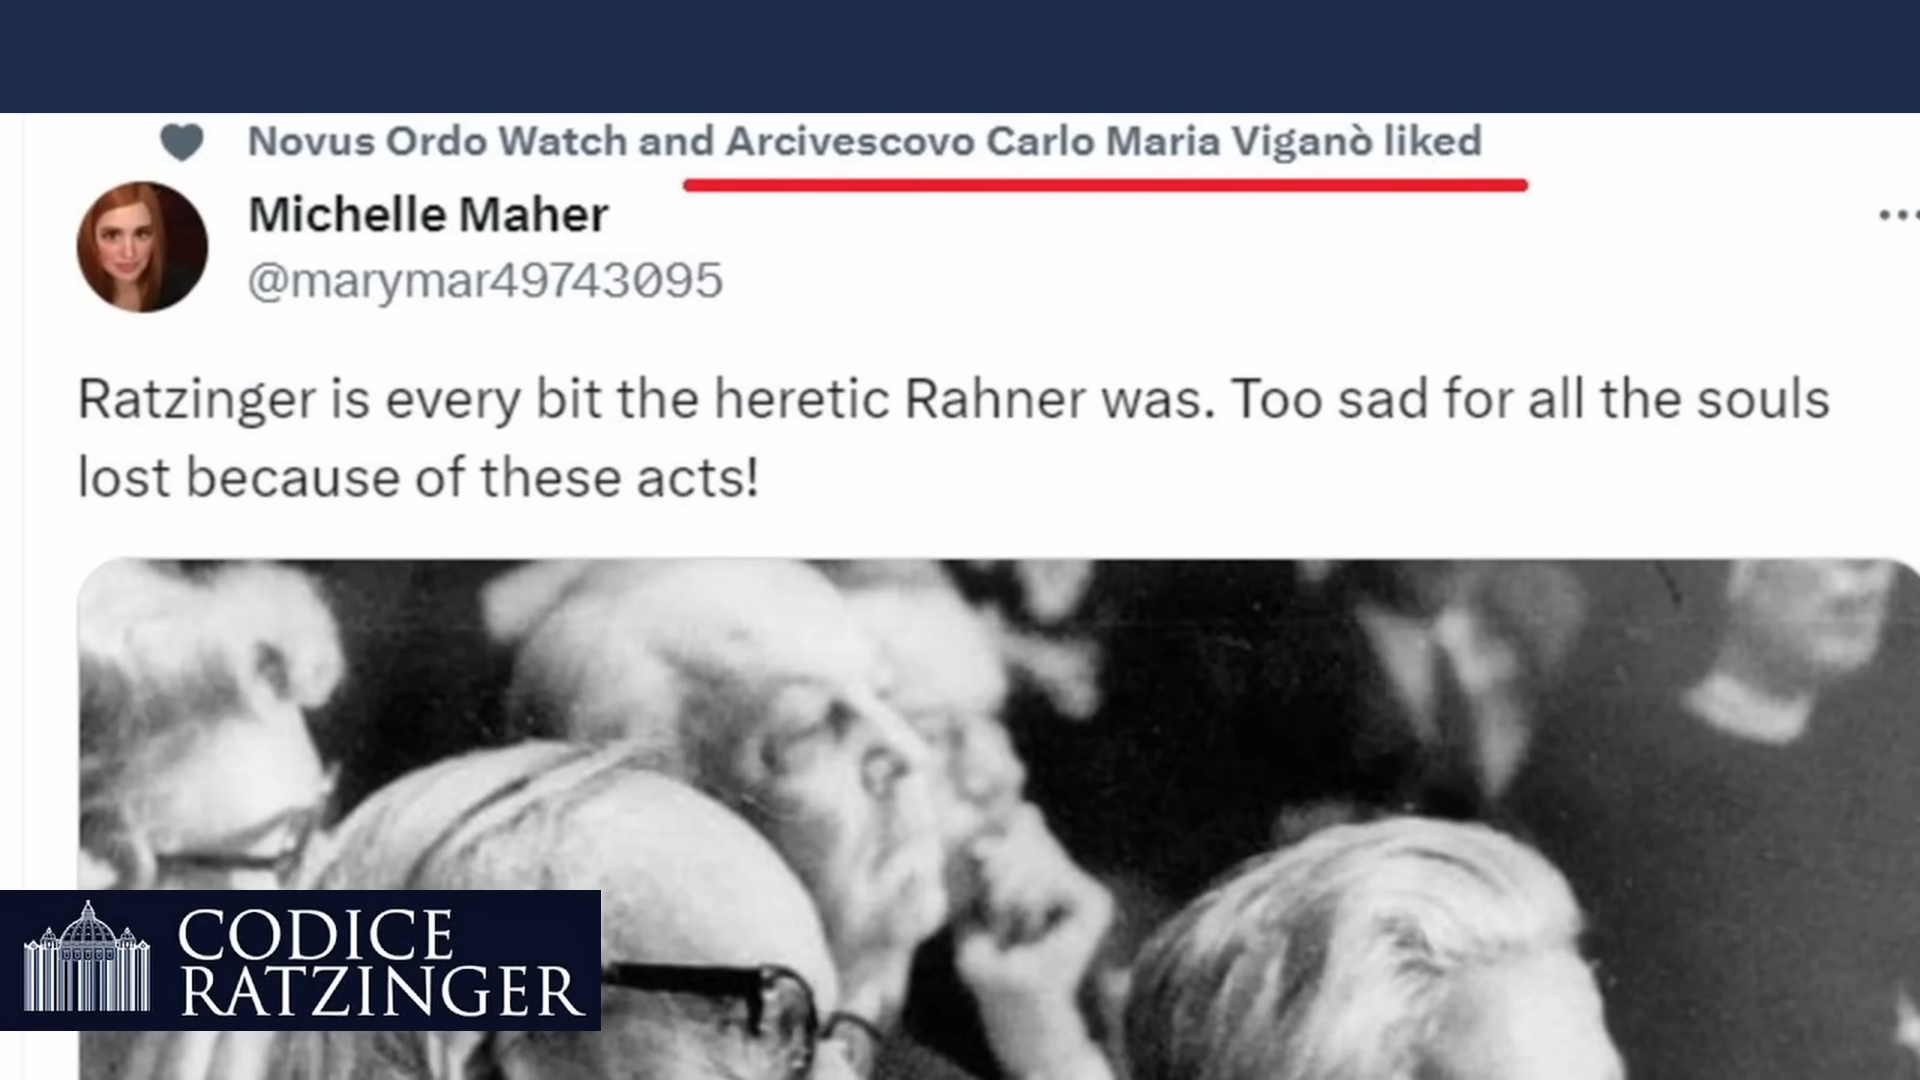 Novus Ordo Watch and Arcivescovo Carlo Maria Viganò liked
Michelle Maher
@marymar49743095
Ratzinger is every bit the heretic Rahner was. Too sad for all the souls
lost because of these acts!
CODICE
RATZINGER